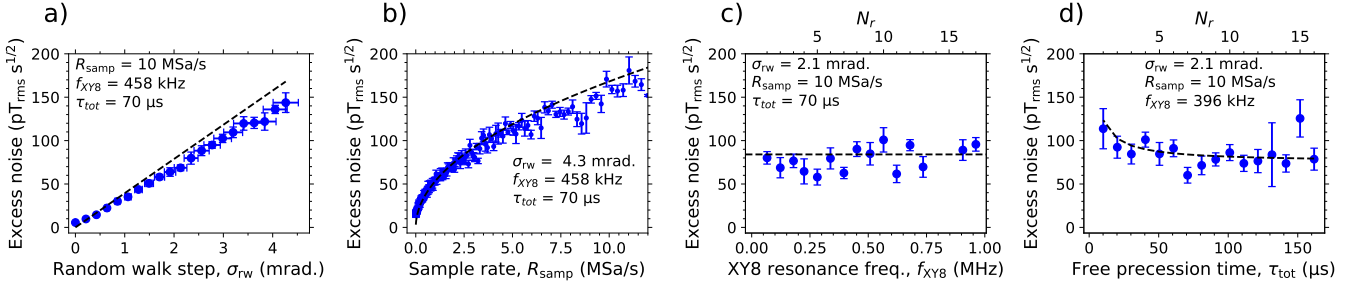 a)
200
150
100
50
0
0
1
2
3
4
Excess noise (pT_rms s^1/2)
Random walk step, σ_rw (mrad.)
R_samp = 10 MSa/s
f_XY8 = 458 kHz
τ_tot = 70 μs
b)
200
150
100
50
0
0.0
2.5
5.0
7.5
10.0
Excess noise (pT_rms s^1/2)
Sample rate, R_samp (MSa/s)
σ_rw = 4.3 mrad.
f_XY8 = 458 kHz
τ_tot = 70 μs
c)
N_r
5
10
15
200
150
100
50
0
0.00
0.25
0.50
0.75
1.00
Excess noise (pT_rms s^1/2)
XY8 resonance freq., f_XY8 (MHz)
σ_rw = 2.1 mrad.
R_samp = 10 MSa/s
τ_tot = 70 μs
d)
N_r
5
10
15
200
150
100
50
0
0
50
100
150
Excess noise (pT_rms s^1/2)
Free precession time, τ_tot (μs)
σ_rw = 2.1 mrad.
R_samp = 10 MSa/s
f_XY8 = 396 kHz